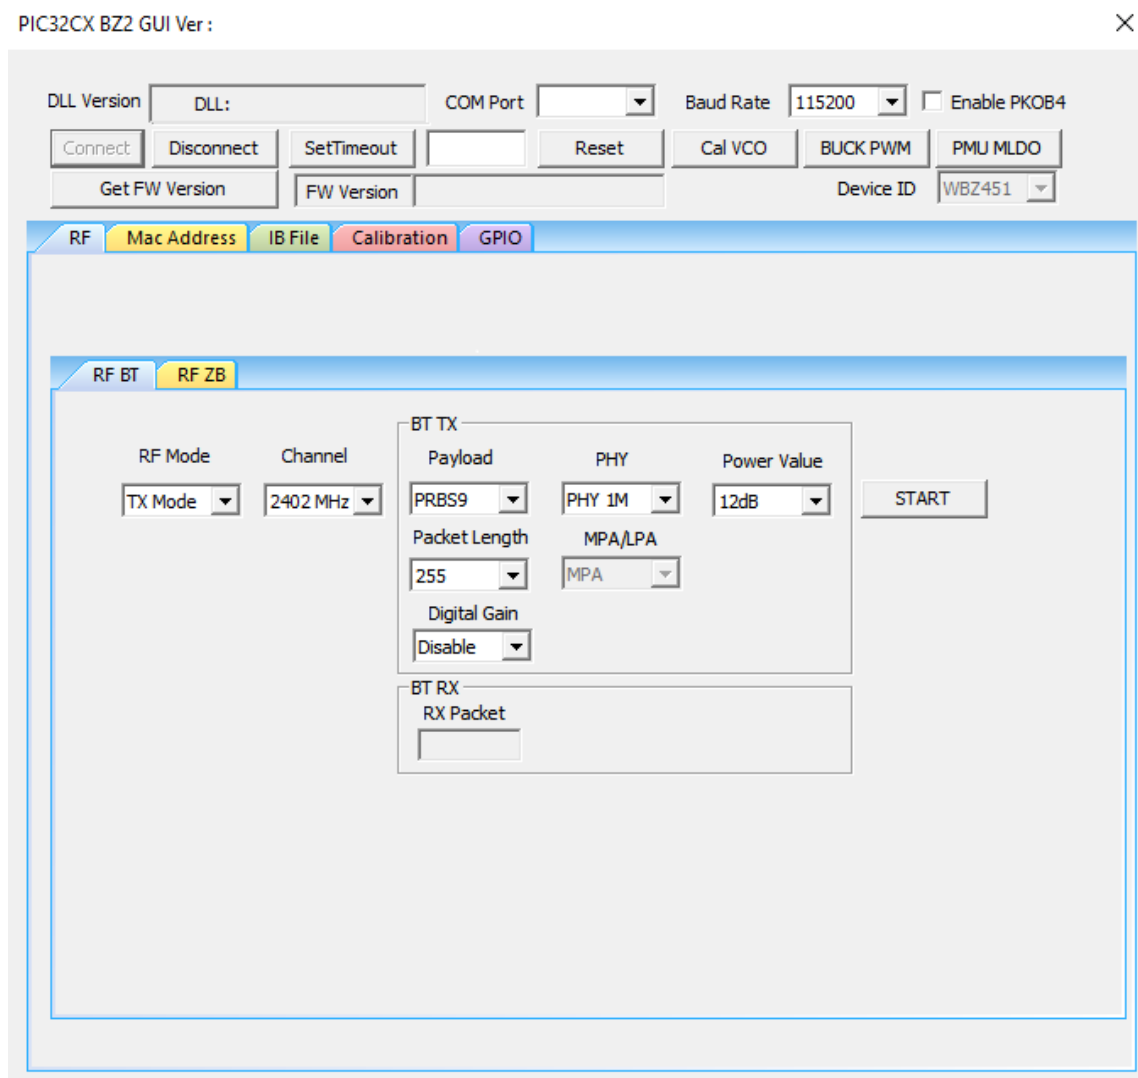 PIC32CX BZ2 GUI Ver :
DLL Version DLL: COM Port Baud Rate 115200 Enable PKOB4
Connect Disconnect SetTimeout Reset Cal VCO BUCK PWM PMU MLDO
Get FW Version FW Version Device ID WBZ451
RF Mac Address IB File Calibration GPIO
RF BT RF ZB
BT TX
RF Mode Channel Payload PHY Power Value
TX Mode 2402 MHz PRBS9 PHY 1M 12dB START
Packet Length MPA/LPA
255 MPA
Digital Gain
Disable
BT RX
RX Packet